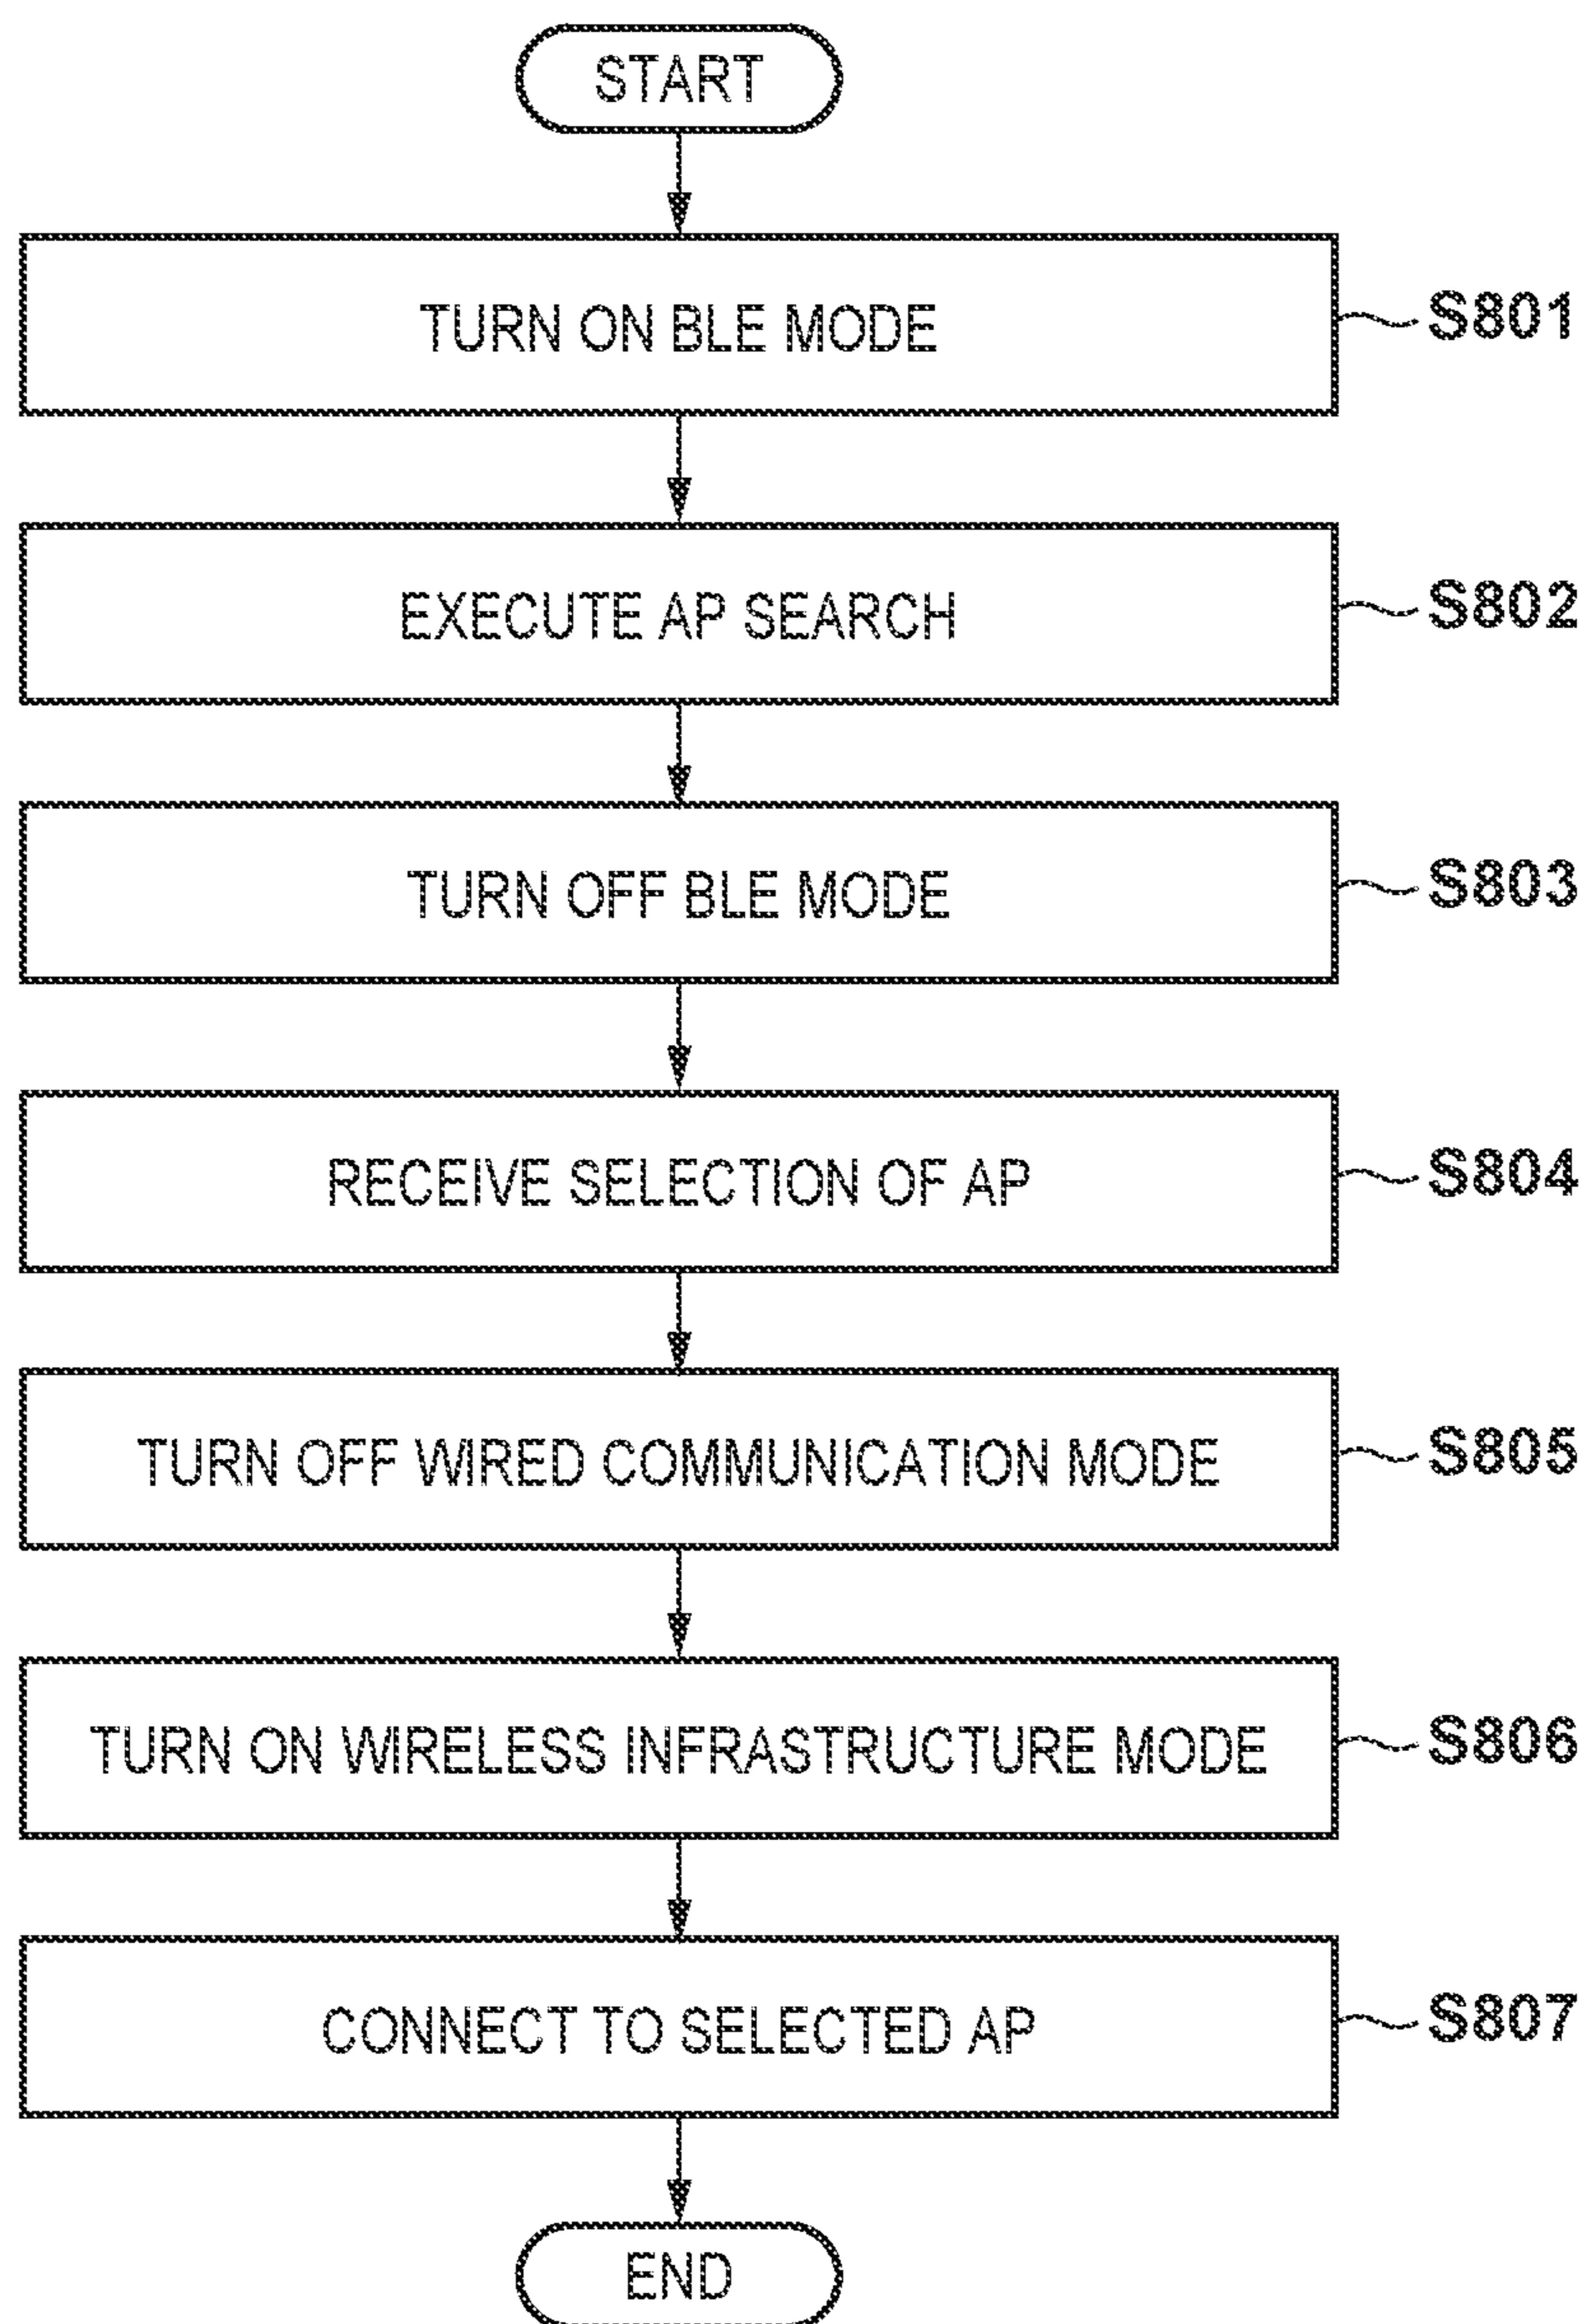 START
TURN ON BLE MODE
S801
EXECUTE AP SEARCH
S802
TURN OFF BLE MODE
S803
RECEIVE SELECTION OF AP
S804
TURN OFF WIRED COMMUNICATION MODE
S805
TURN ON WIRELESS INFRASTRUCTURE MODE
S806
CONNECT TO SELECTED AP
S807
END